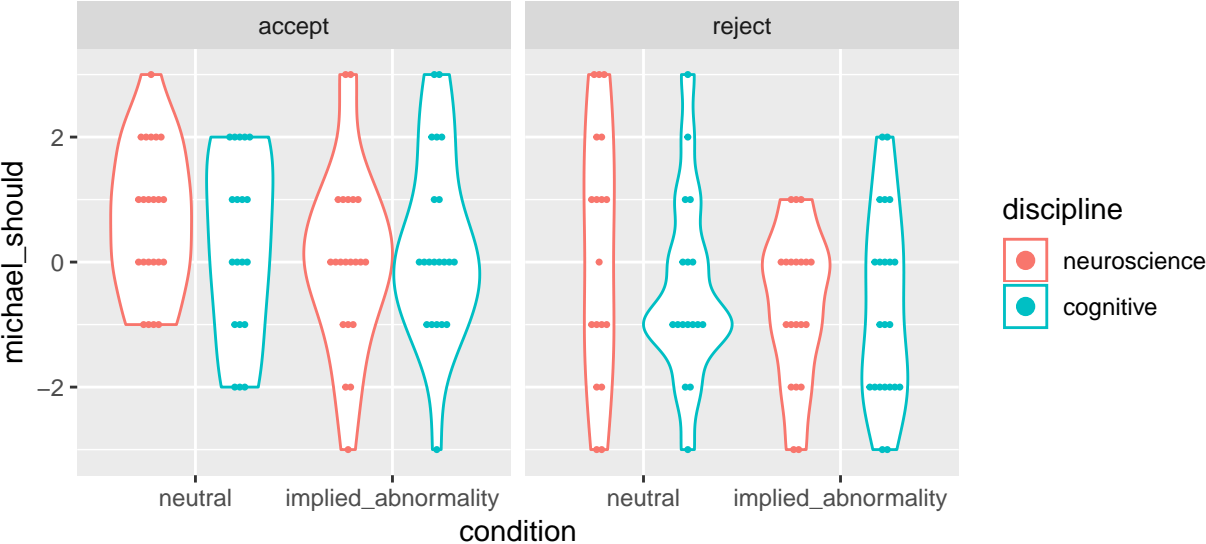 accept
reject
michael_should
2
0
−2
neutral
implied_abnormality
neutral
implied_abnormality
condition
discipline
neuroscience
cognitive